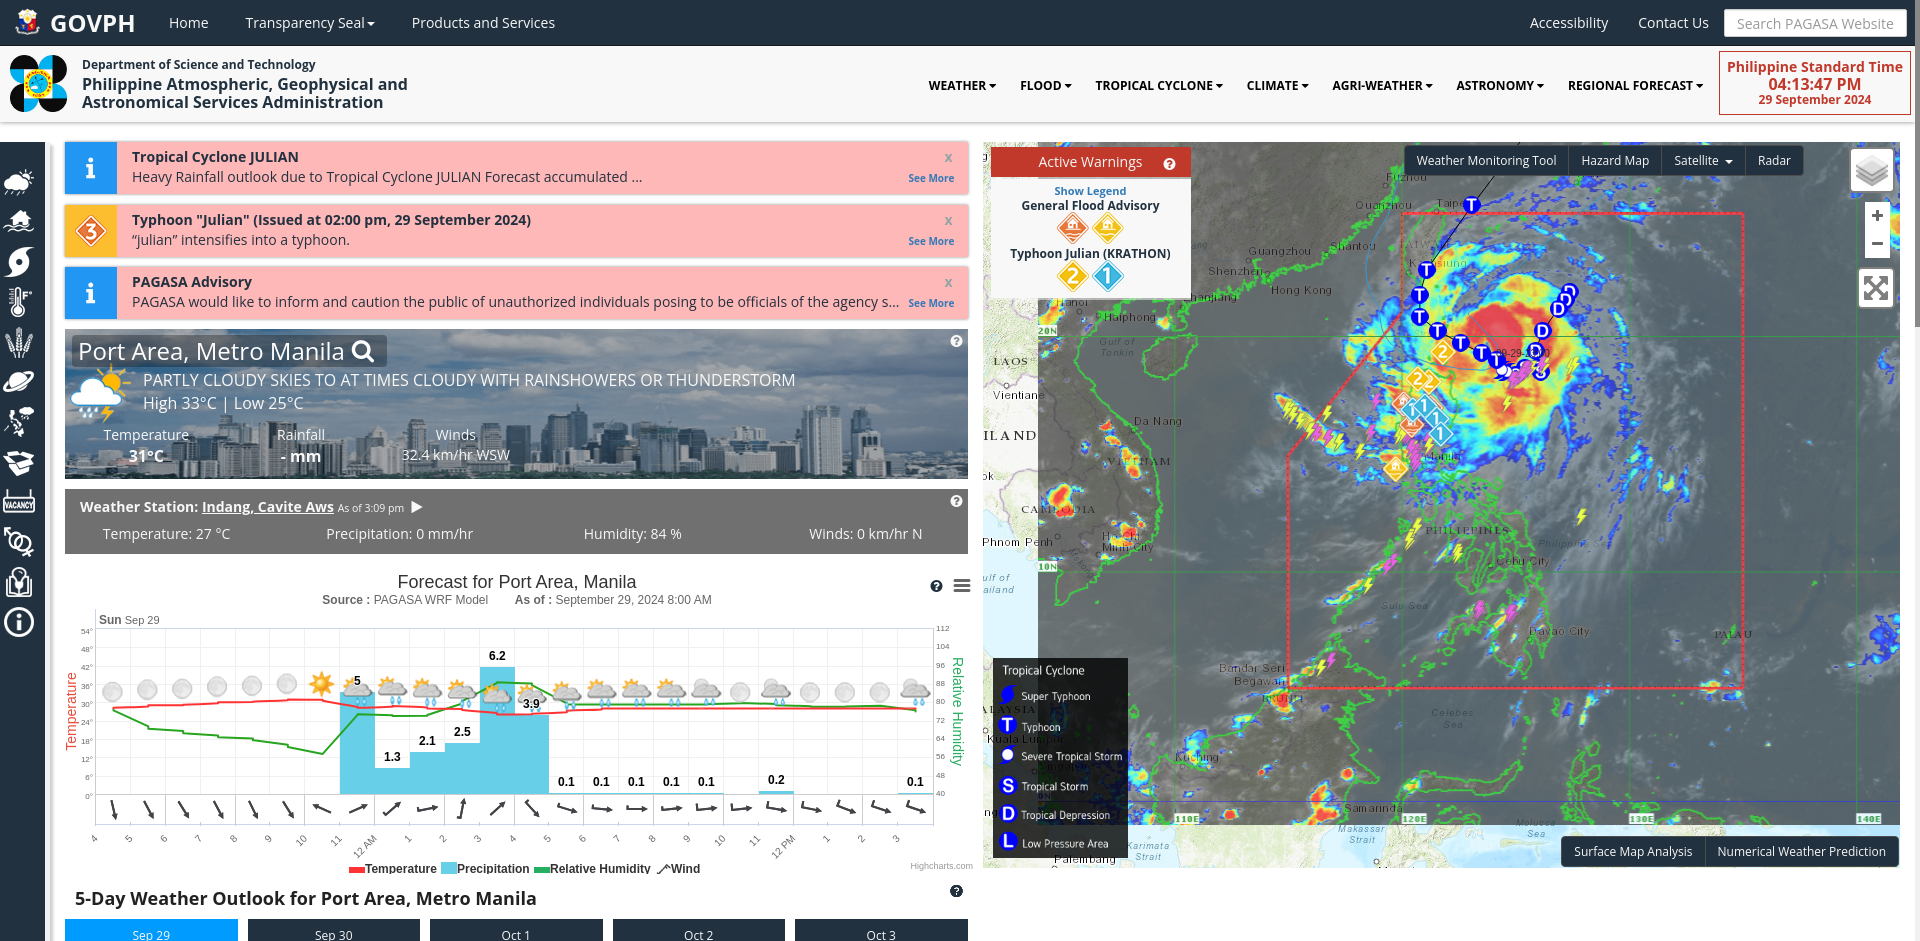 GOVPH
Home
Transparency Seal
Products and Services
Accessibility
Contact Us
Search PAGASA Website
Department of Science and Technology
Philippine Atmospheric, Geophysical and
Astronomical Services Administration
WEATHER
FLOOD
TROPICAL CYCLONE
CLIMATE
AGRI-WEATHER
ASTRONOMY
REGIONAL FORECAST
Philippine Standard Time
04:13:47 PM
29 September 2024
Tropical Cyclone JULIAN
x
Heavy Rainfall outlook due to Tropical Cyclone JULIAN Forecast accumulated ...
See More
3
Typhoon "Julian" (Issued at 02:00 pm, 29 September 2024)
x
“julian” intensifies into a typhoon.
See More
PAGASA Advisory
x
PAGASA would like to inform and caution the public of unauthorized individuals posing to be officials of the agency s...
See More
VACANCY
Port Area, Metro Manila
PARTLY CLOUDY SKIES TO AT TIMES CLOUDY WITH RAINSHOWERS OR THUNDERSTORM
High 33°C | Low 25°C
Temperature
Rainfall
Winds
31°C
- mm
32.4 km/hr WSW
Weather Station: Indang, Cavite Aws As of 3:09 pm
Temperature: 27 °C
Precipitation: 0 mm/hr
Humidity: 84 %
Winds: 0 km/hr N
Forecast for Port Area, Manila
Source : PAGASA WRF Model As of : September 29, 2024 8:00 AM
Sun Sep 29
Temperature
54°
48°
42°
36°
30°
24°
18°
12°
6°
0°
5
1.3
2.1
2.5
6.2
3.9
0.1
0.1
0.1
0.1
0.1
0.2
0.1
112
104
96
88
80
72
64
56
48
40
Relative Humidity
4
5
6
7
8
9
10
11
12 AM
1
2
3
4
5
6
7
8
9
10
11
12 PM
1
2
3
Temperature
Precipitation
Relative Humidity
Wind
Highcharts.com
5-Day Weather Outlook for Port Area, Metro Manila
Sep 29
Sep 30
Oct 1
Oct 2
Oct 3
Active Warnings
Show Legend
General Flood Advisory
Typhoon Julian (KRATHON)
2
1
Weather Monitoring Tool
Hazard Map
Satellite
Radar
+
−
Fuzhou
Quanzhou
Taipe
Guangzhou
Shantou
Shenzhen
Hong Kong
Zhanjiang
Hanoi
Haiphong
20N
Gulf of
Tonkin
LAOS
Vientiane
Da Nang
ILAND
VIETNAM
ok
CAMBODIA
Phnom Penh
Ho Chi
Minh City
10N
ulf of
ailand
Manila
PHILIPPINES
Philippin
Cebu City
Sulu Sea
Davao City
PALAU
Bandar Seri
Begawan
BRUNEI
Celebes
Sea
Kuching
Samarinda
110E
120E
130E
140E
Makassar
Strait
Molucca
Sea
Karimata
Strait
Palembang
ALAYSIA
Kuala Lumpur
Tropical Cyclone
Super Typhoon
T
Typhoon
Severe Tropical Storm
S
Tropical Storm
D
Tropical Depression
L
Low Pressure Area
Surface Map Analysis
Numerical Weather Prediction